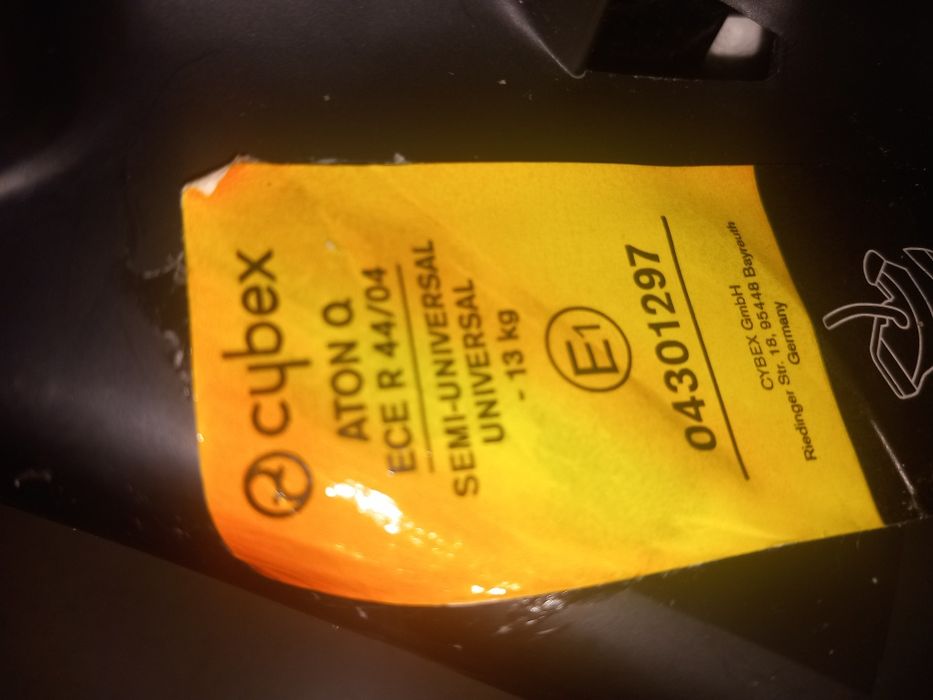 cybex
ATON Q
ECE R 44/04
SEMI-UNIVERSAL
UNIVERSAL
- 13 kg
E1
04301297
CYBEX GmbH
Riedinger Str. 18, 95448 Bayreuth
Germany